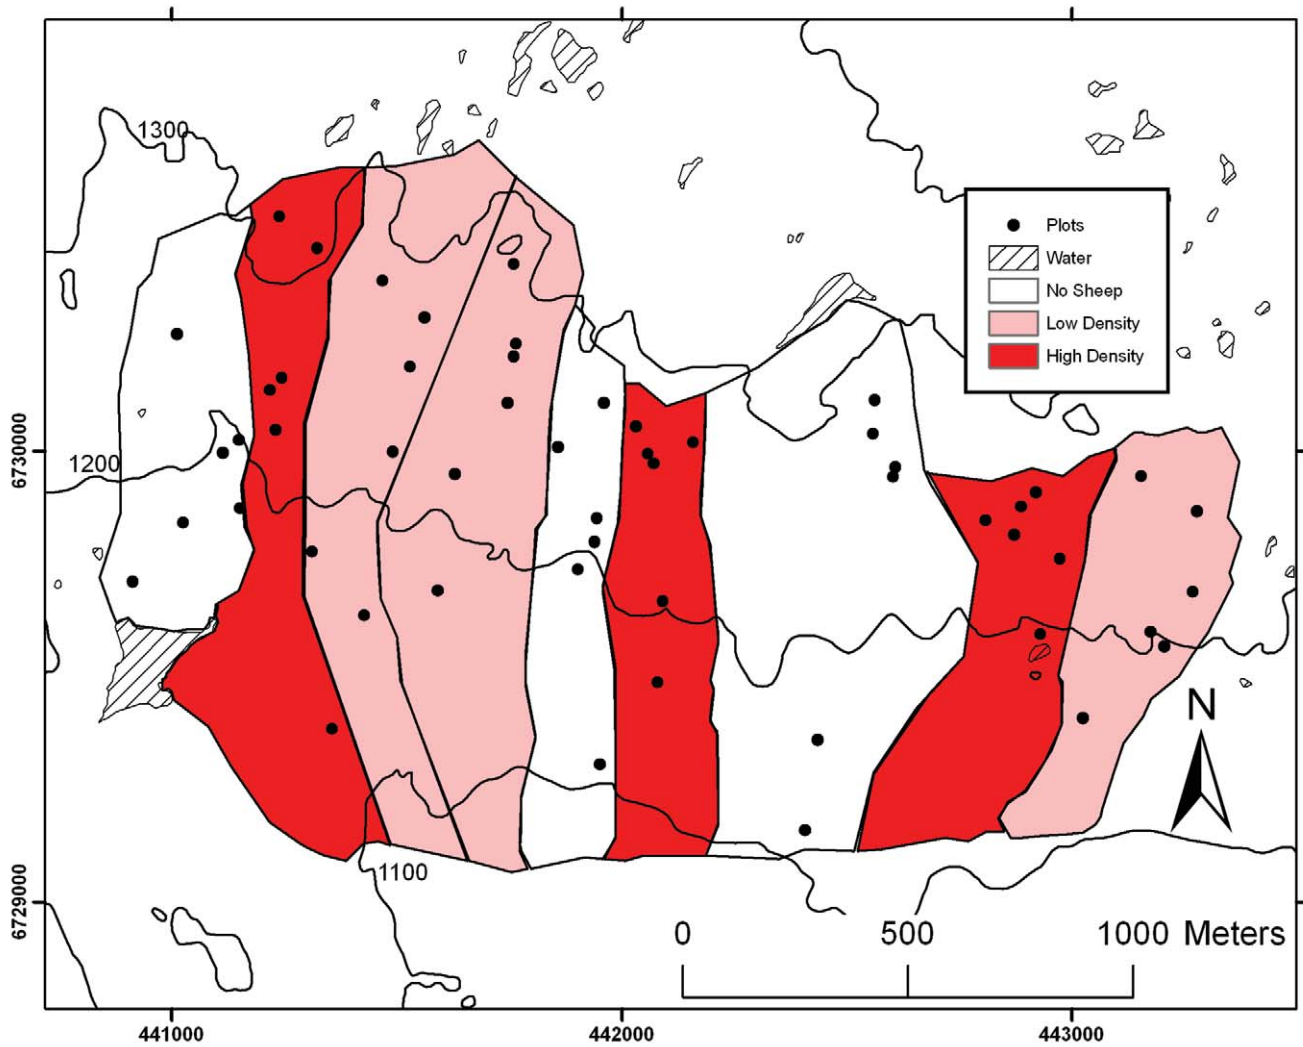 1300
Plots
Water
No Sheep
Low Density
High Density
6730000
1200
N
1100
6729000
0 500 1000 Meters
441000 442000 443000